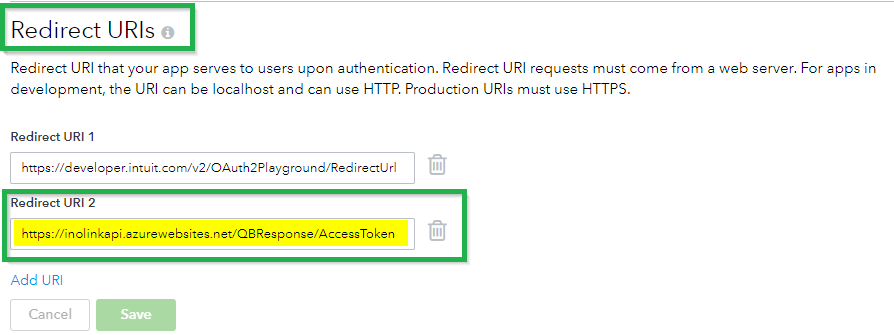 Redirect URIs
Redirect URI that your app serves to users upon authentication. Redirect URI requests must come from a web server. For apps in
development, the URI can be localhost and can use HTTP. Production URIs must use HTTPS.
Redirect URI 1
https://developer.intuit.com/v2/OAuth2Playground/RedirectUrl
Redirect URI 2
https://inolinkapi.azurewebsites.net/QBResponse/AccessToken
Add URI
Cancel Save